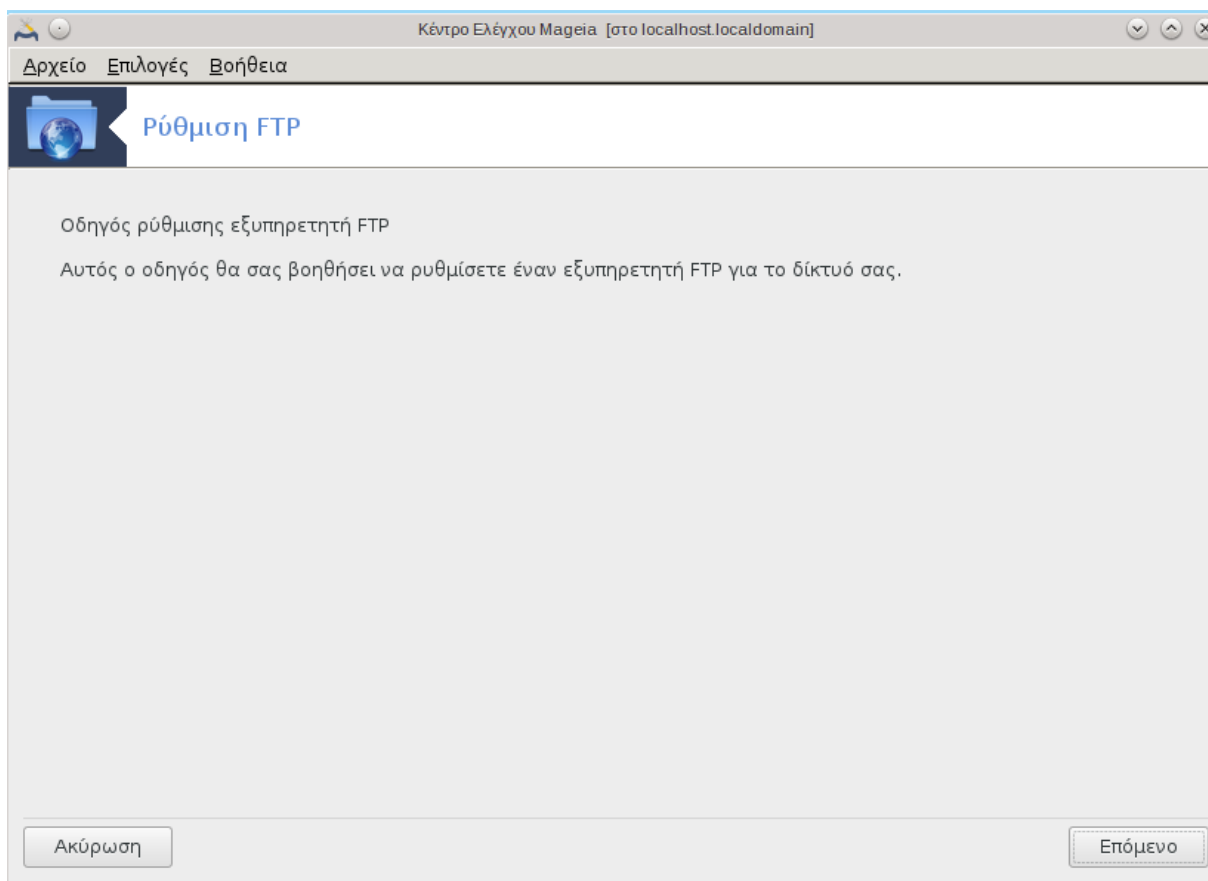 Κέντρο Ελέγχου Mageia [στο localhost.localdomain]
Αρχείο Επιλογές Βοήθεια
Ρύθμιση FTP
Οδηγός ρύθμισης εξυπηρετητή FTP
Αυτός ο οδηγός θα σας βοηθήσει να ρυθμίσετε έναν εξυπηρετητή FTP για το δίκτυό σας.
Ακύρωση Επόμενο